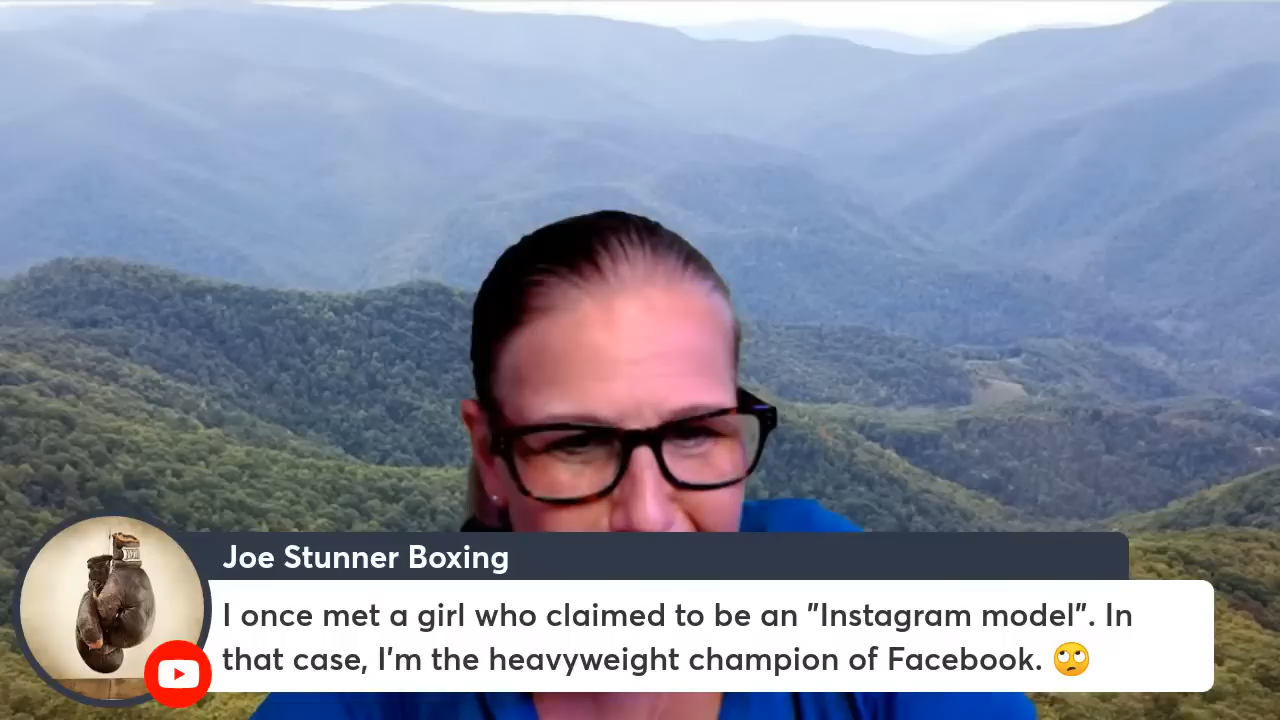 Joe Stunner Boxing
I once met a girl who claimed to be an "Instagram model". In
that case, I'm the heavyweight champion of Facebook. 🙄